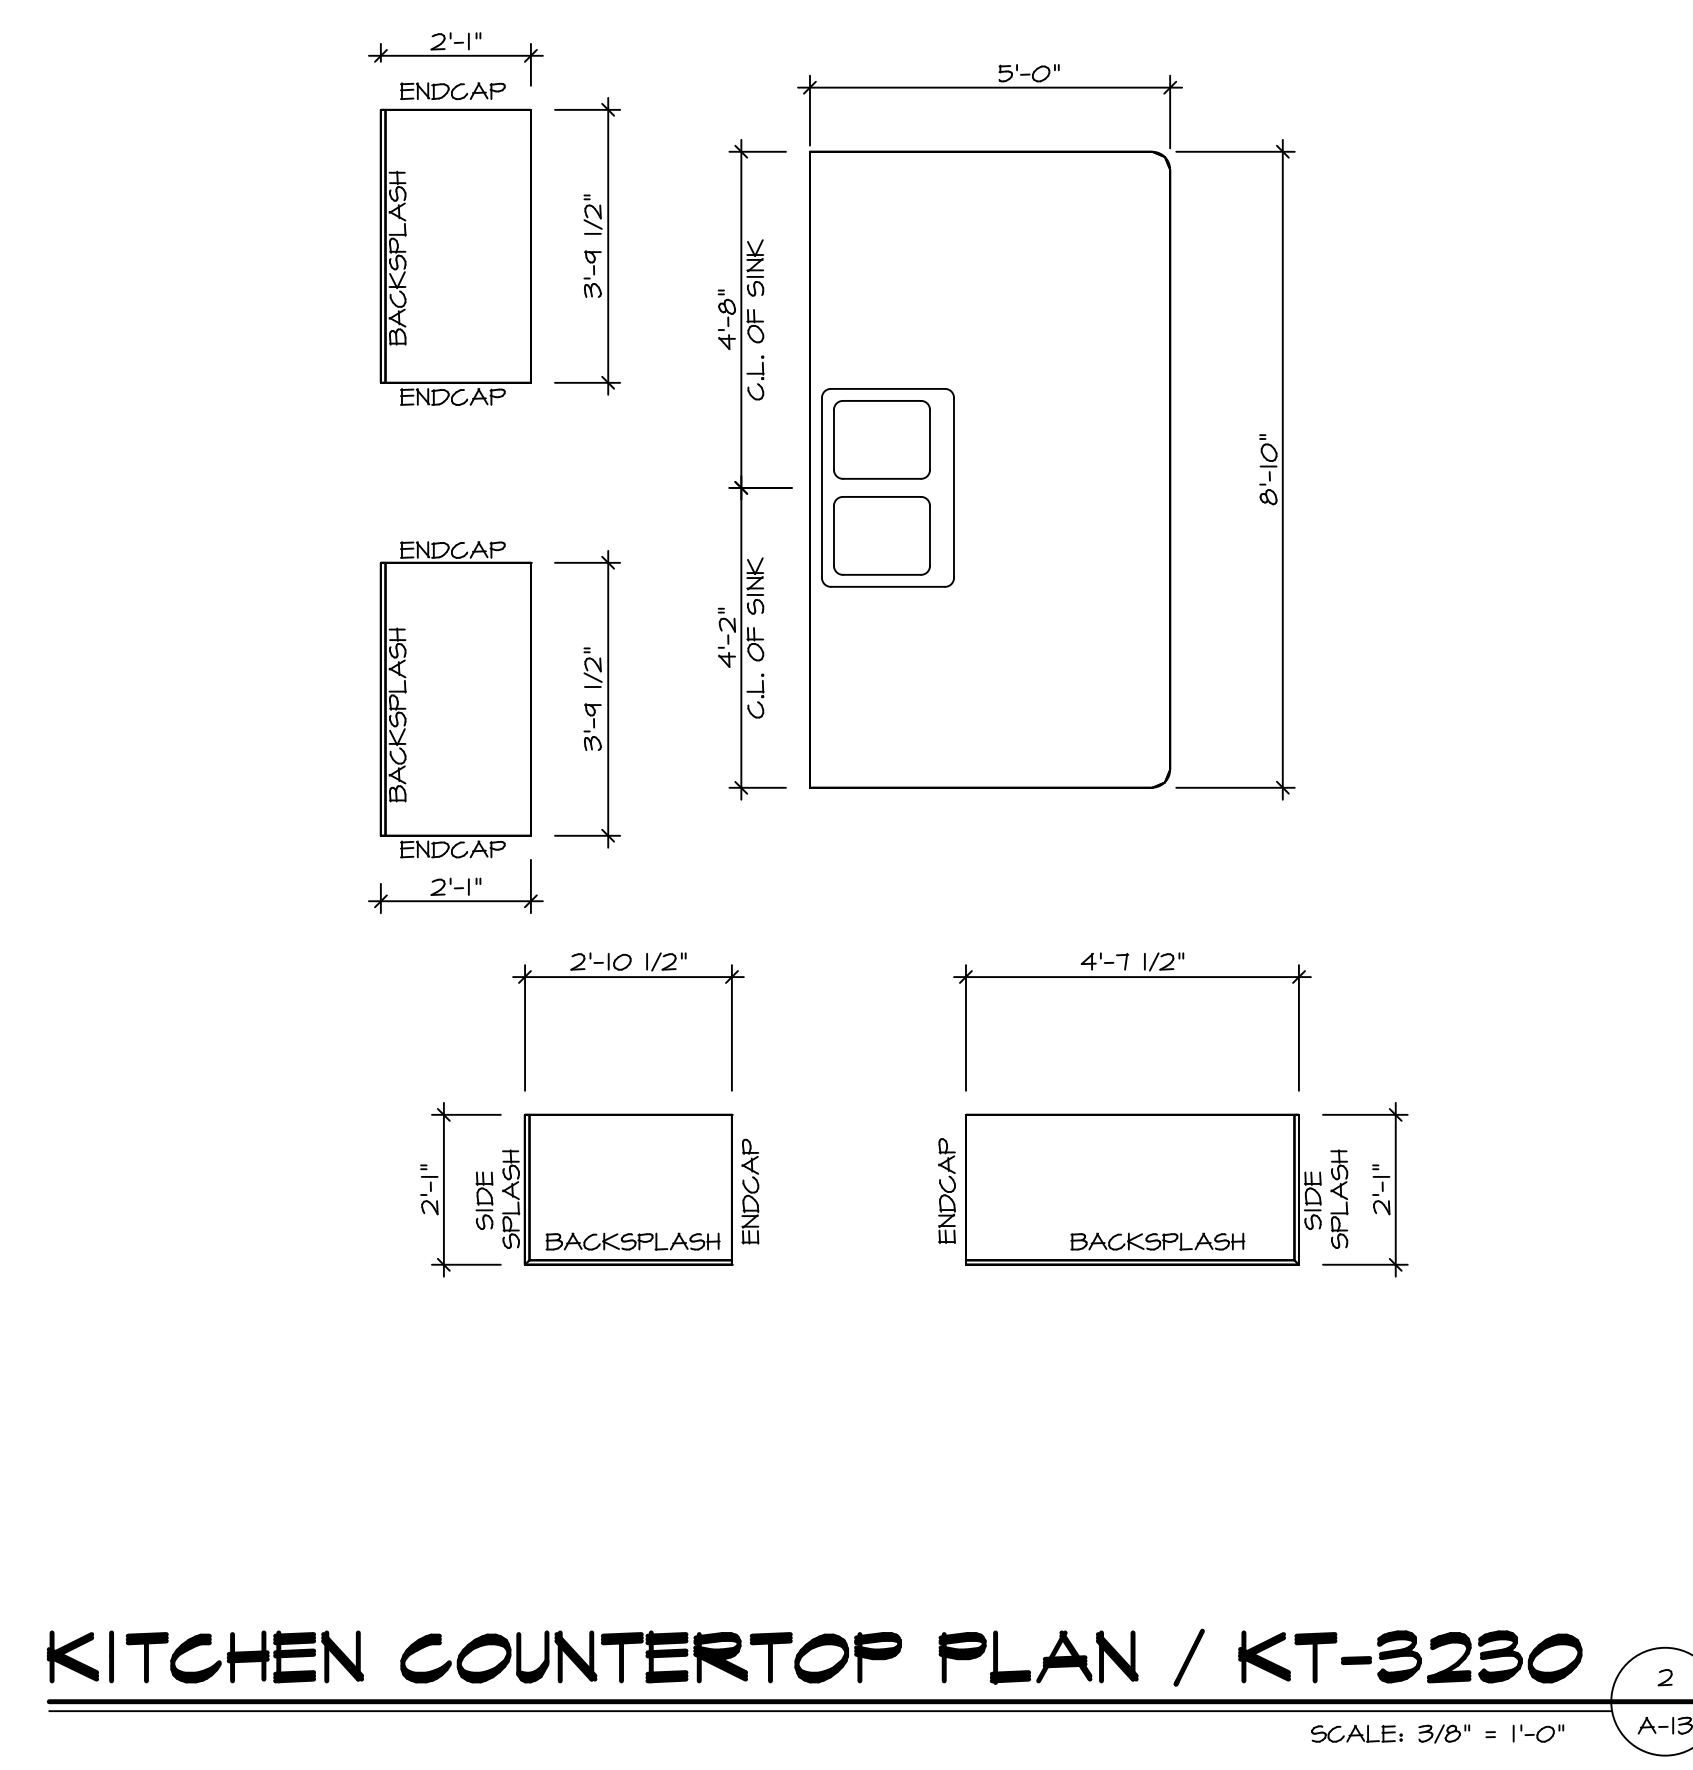 2'-1"
ENDCAP
BACKSPLASH
3'-9 1/2"
ENDCAP
5'-0"
4'-8"
C.L. OF SINK
8'-10"
4'-2"
C.L. OF SINK
ENDCAP
BACKSPLASH
3'-9 1/2"
ENDCAP
2'-1"
2'-10 1/2"
4'-7 1/2"
2'-1"
SIDE
SPLASH
BACKSPLASH
ENDCAP
ENDCAP
BACKSPLASH
SIDE
SPLASH
2'-1"
KITCHEN COUNTERTOP PLAN / KT-3230
2
A-13
SCALE: 3/8" = 1'-0"